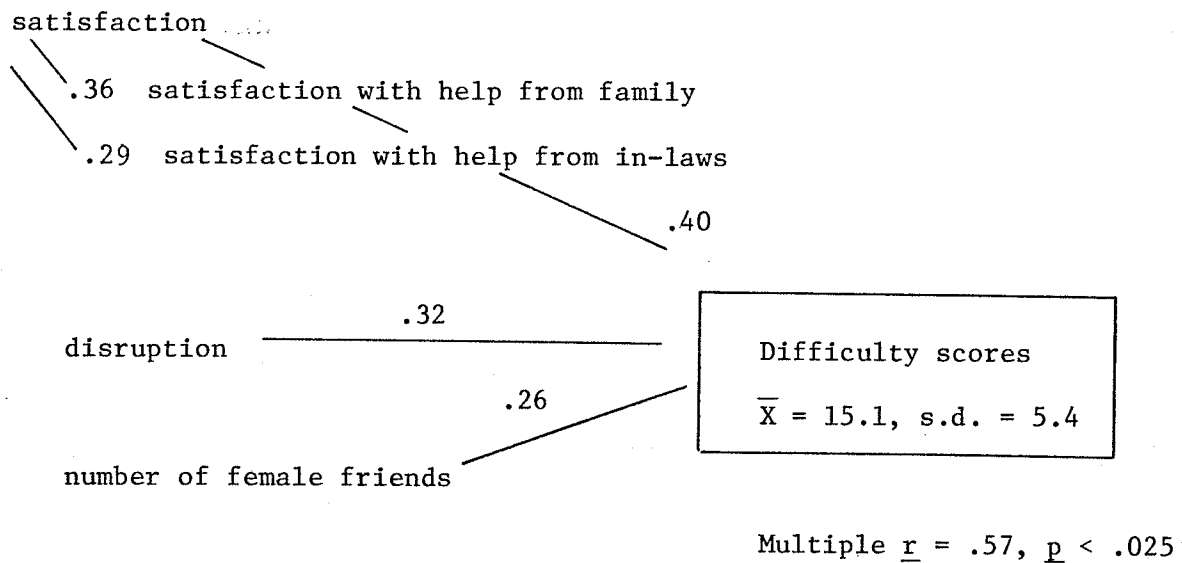 satisfaction
.36 satisfaction with help from family
.29 satisfaction with help from in-laws
.40
.32
disruption
Difficulty scores
.26
X̅ = 15.1, s.d. = 5.4
number of female friends
Multiple r = .57, p < .025